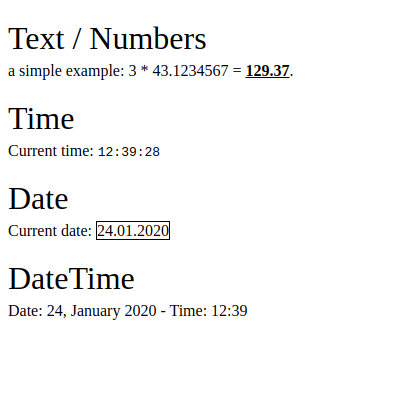 Text / Numbers
a simple example: 3 * 43.1234567 = 129.37.
Time
Current time: 12:39:28
Date
Current date: 24.01.2020
DateTime
Date: 24, January 2020 - Time: 12:39